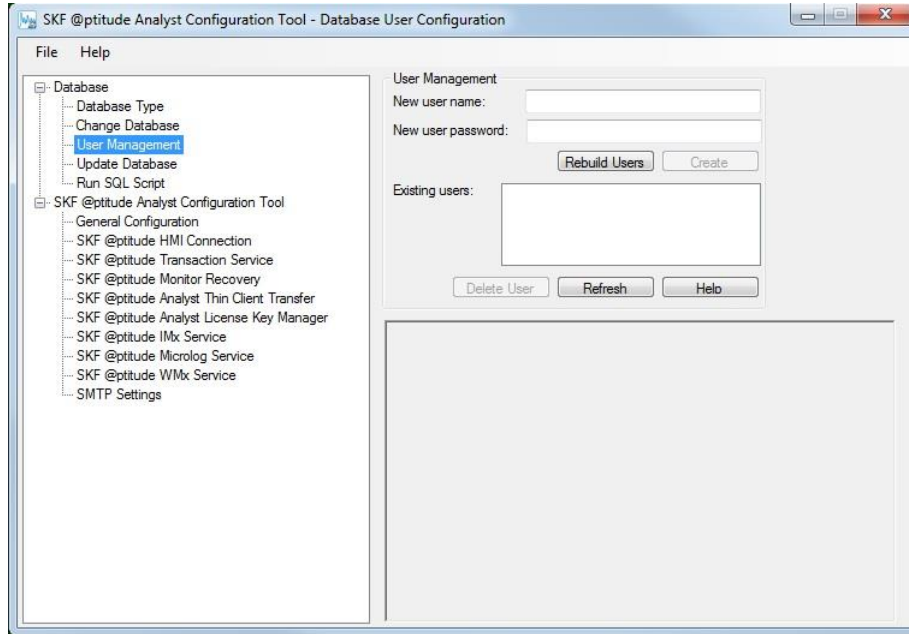 SKF @ptitude Analyst Configuration Tool - Database User Configuration
File Help
Database
Database Type
Change Database
User Management
Update Database
Run SQL Script
SKF @ptitude Analyst Configuration Tool
General Configuration
SKF @ptitude HMI Connection
SKF @ptitude Transaction Service
SKF @ptitude Monitor Recovery
SKF @ptitude Analyst Thin Client Transfer
SKF @ptitude Analyst License Key Manager
SKF @ptitude IMx Service
SKF @ptitude Microlog Service
SKF @ptitude WMx Service
SMTP Settings
User Management
New user name:
New user password:
Rebuild Users Create
Existing users:
Delete User Refresh Help